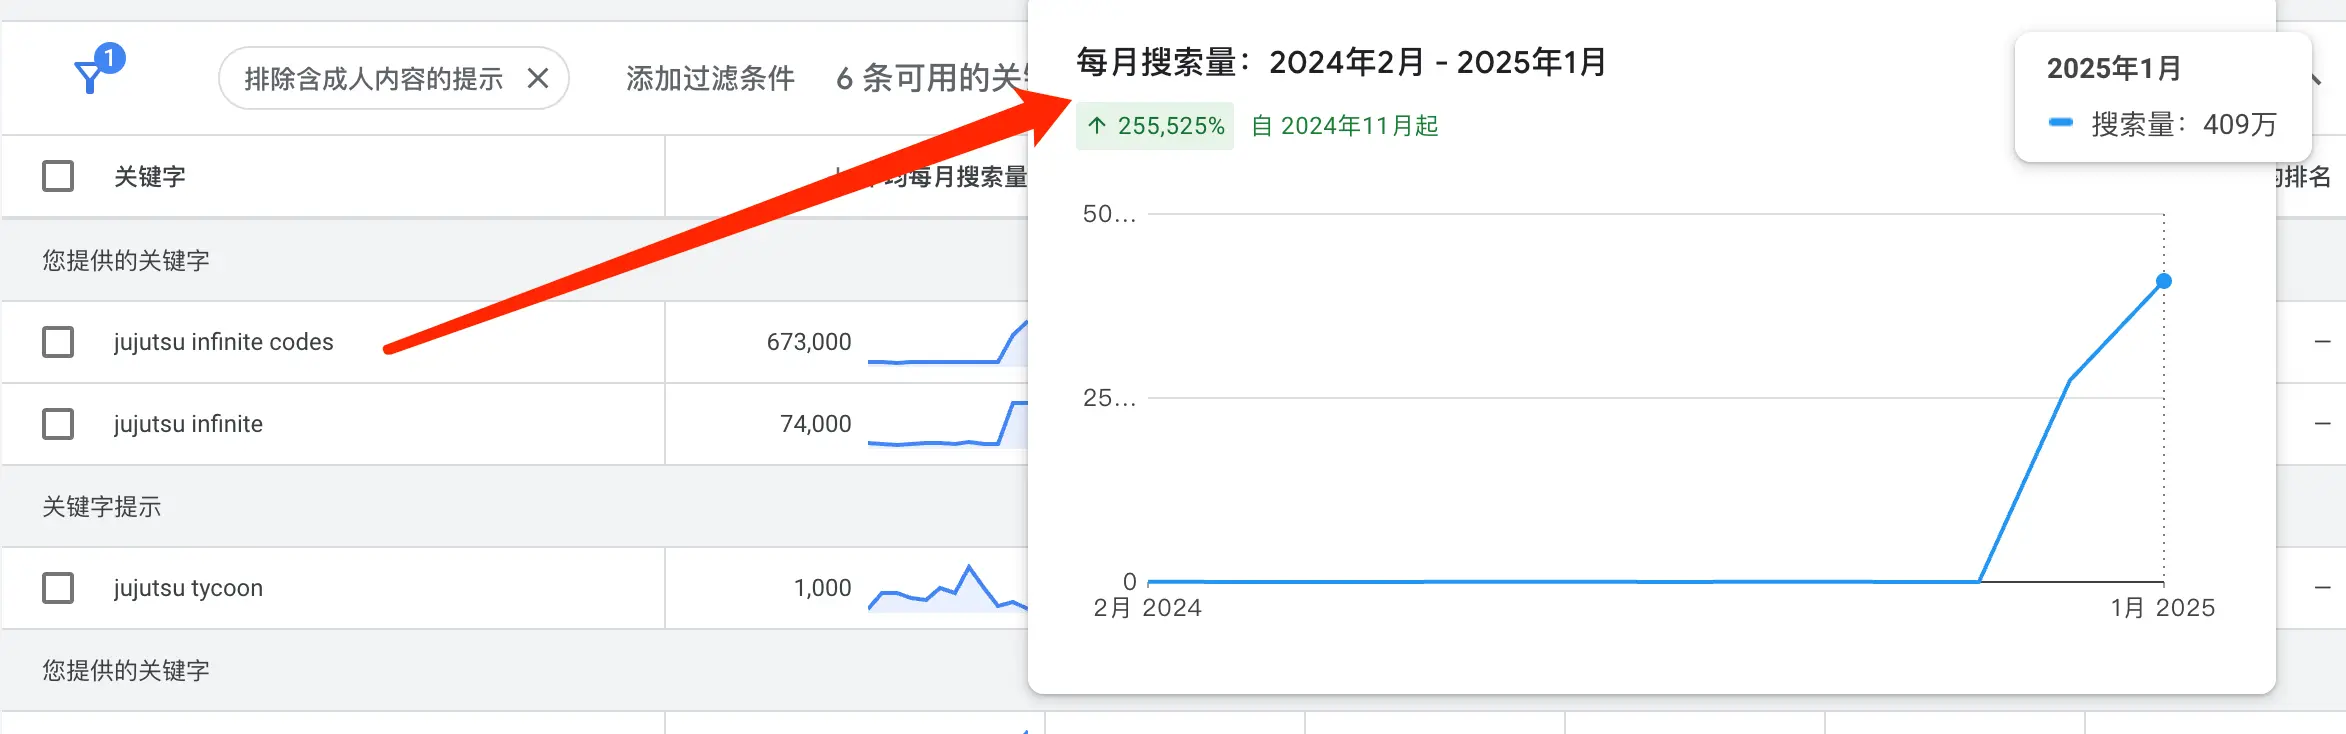 1
排除含成人内容的提示
添加过滤条件
6 条可用的关
关键字
均每月搜索量
的排名
您提供的关键字
jujutsu infinite codes
673,000
–
jujutsu infinite
74,000
–
关键字提示
jujutsu tycoon
1,000
–
您提供的关键字
每月搜索量：2024年2月 - 2025年1月
255,525% 自 2024年11月起
2025年1月
搜索量：409万
50...
25...
0
2月 2024
1月 2025